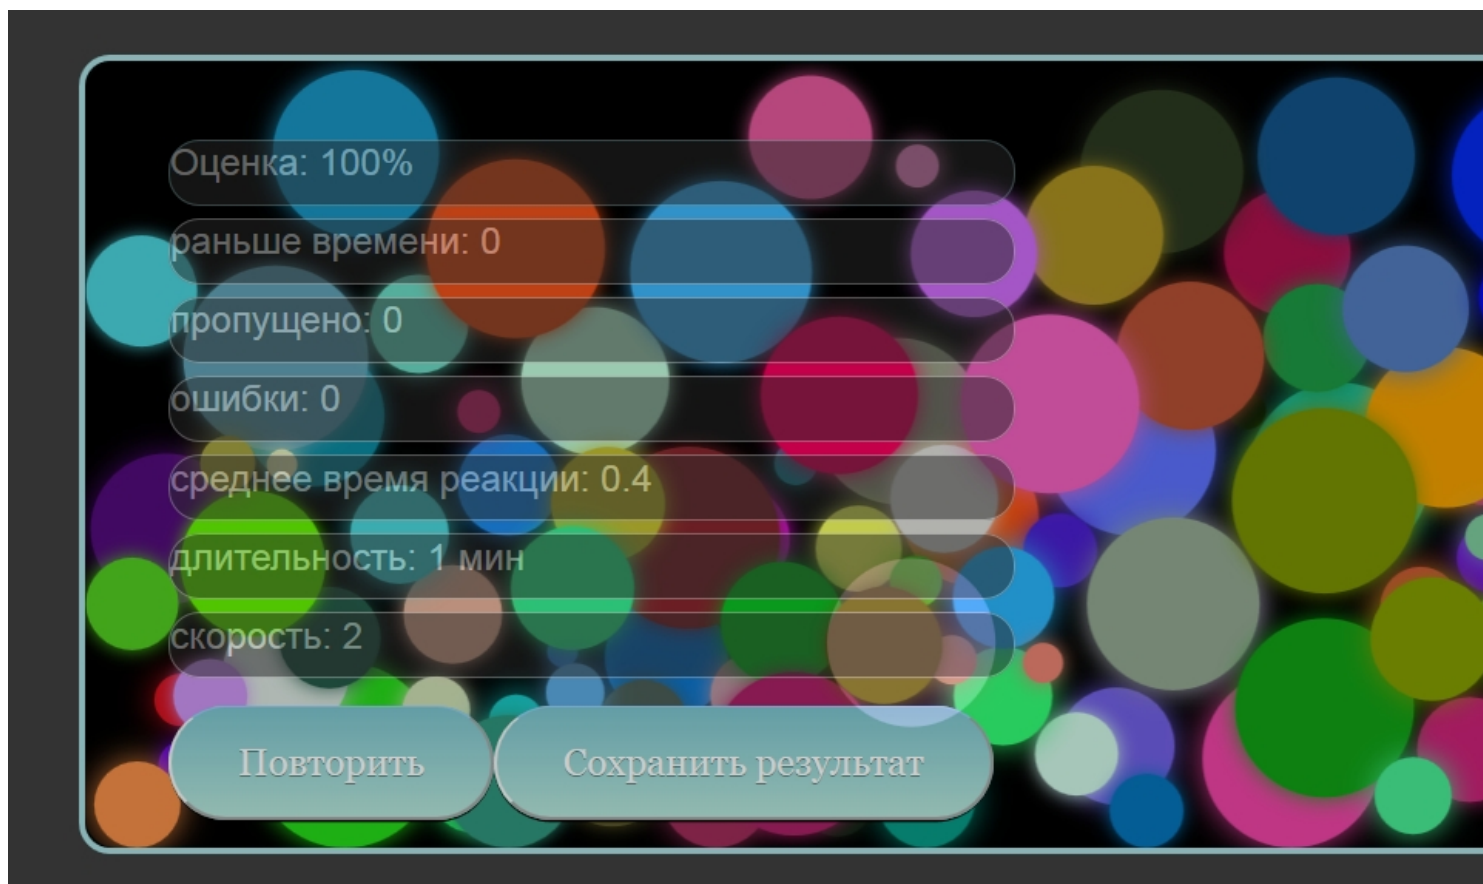 Оценка: 100%
раньше времени: 0
пропущено: 0
ошибки: 0
среднее время реакции: 0.4
длительность: 1 мин
скорость: 2
Повторить
Сохранить результат